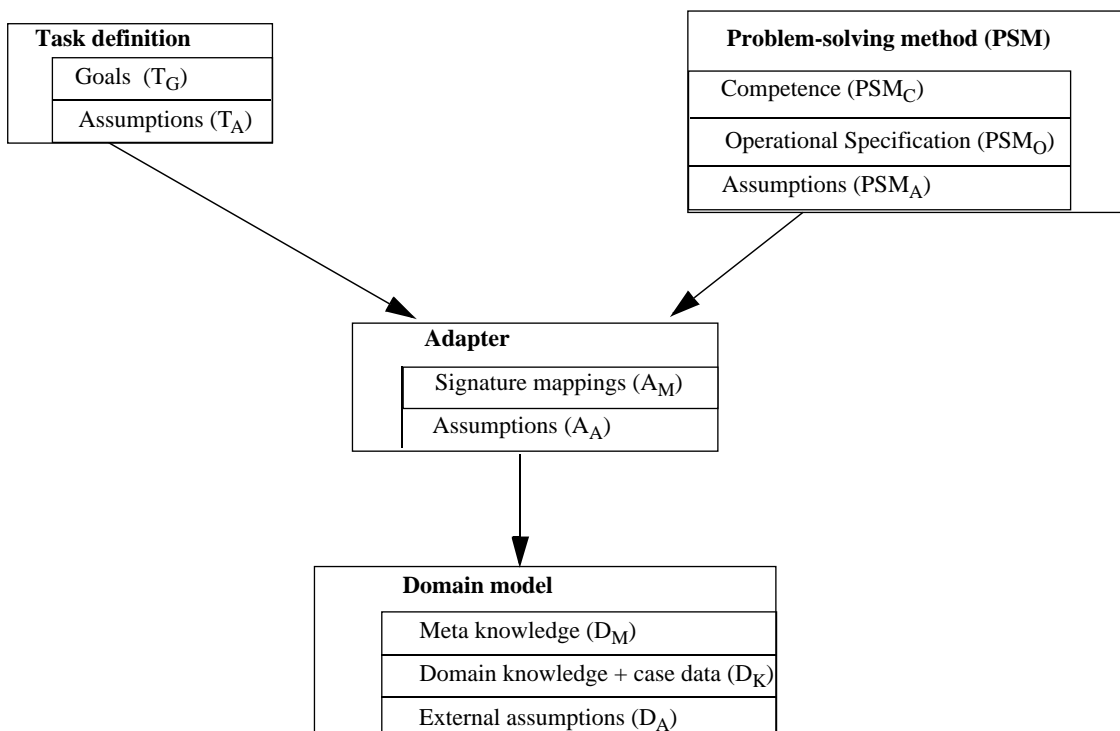 Task definition
Goals (T_G)
Assumptions (T_A)
Problem-solving method (PSM)
Competence (PSM_C)
Operational Specification (PSM_O)
Assumptions (PSM_A)
Adapter
Signature mappings (A_M)
Assumptions (A_A)
Domain model
Meta knowledge (D_M)
Domain knowledge + case data (D_K)
External assumptions (D_A)